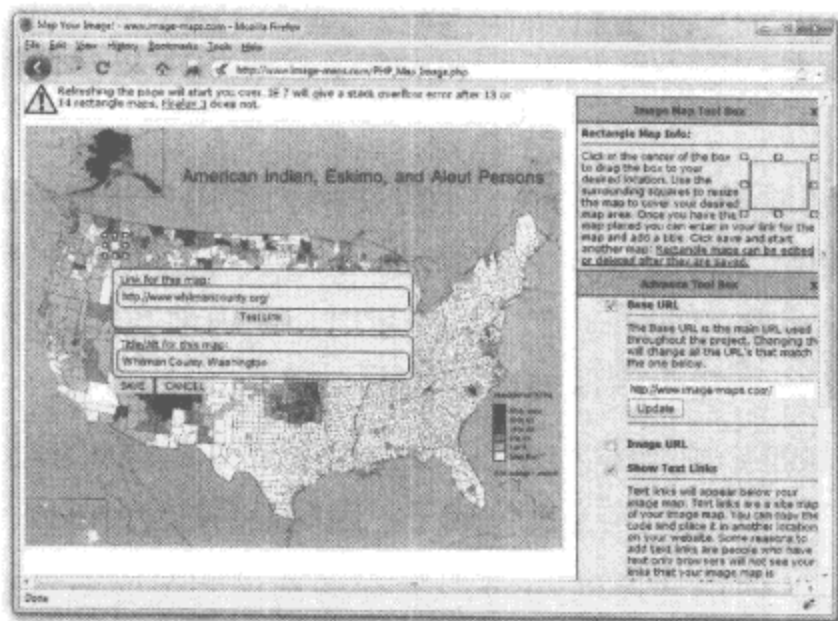 Map Your Image! - www.image-maps.com - Mozilla Firefox
File Edit View History Bookmarks Tools Help
http://www.image-maps.com/PHP_Map Image.php
Refreshing the page will start you over. IE 7 will give a stack overflow error after 13 or
14 rectangle maps, Firefox 3 does not.
American Indian, Eskimo, and Aleut Persons
Link for this map:
http://www.whitmancounty.org/
Test Link
Title/Alt for this map:
Whitman County, Washington
SAVE CANCEL
Image Map Tool Box X
Rectangle Map Info:
Click in the center of the box
to drag the box to your
desired location. Use the
surrounding squares to resize
the map to cover your desired
map area. Once you have the
map placed you can enter in your link for the
map and add a title. Click save and start
another map! Rectangle maps can be edited
or deleted after they are saved.
Advance Tool Box X
Base URL
The Base URL is the main URL used
throughout the project. Changing th
will change all the URL's that match
the one below.
http://www.image-maps.com/
Update
Image URL
Show Text Links
Text links will appear below your
image map. Text links are a site map
of your image map. You can copy the
code and place it in another location
on your website. Some reasons to
add text links are people who have
text only browsers will not see your
links that your image map is
Done